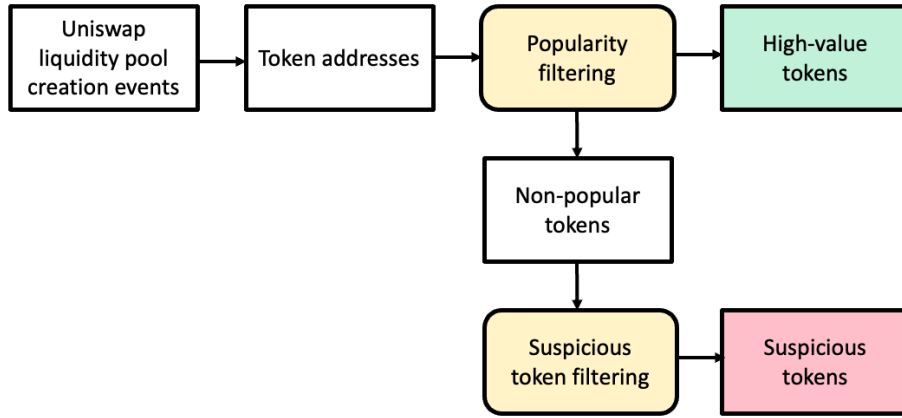 Uniswap
liquidity pool
creation events
Token addresses
Popularity
filtering
High-value
tokens
Non-popular
tokens
Suspicious
token filtering
Suspicious
tokens